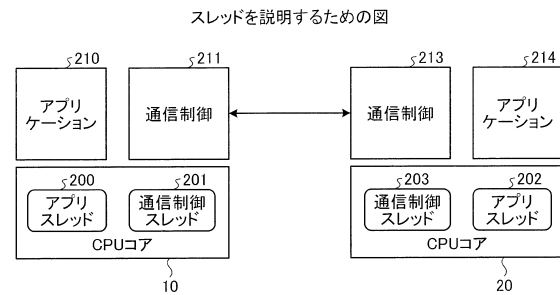 スレッドを説明するための図
210
211
213
214
アプリ
ケーション
通信制御
通信制御
アプリ
ケーション
200
201
203
202
アプリ
スレッド
通信制御
スレッド
通信制御
スレッド
アプリ
スレッド
CPUコア
CPUコア
10
20